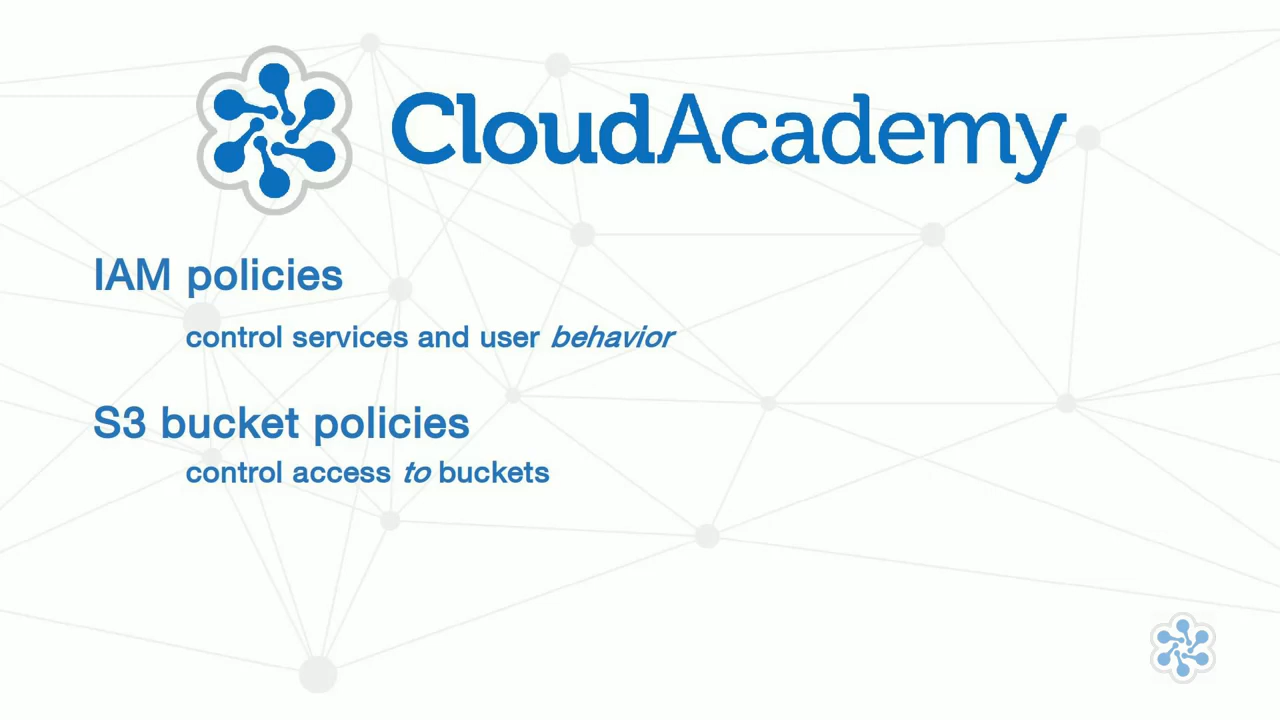 CloudAcademy
IAM policies
control services and user behavior
S3 bucket policies
control access to buckets